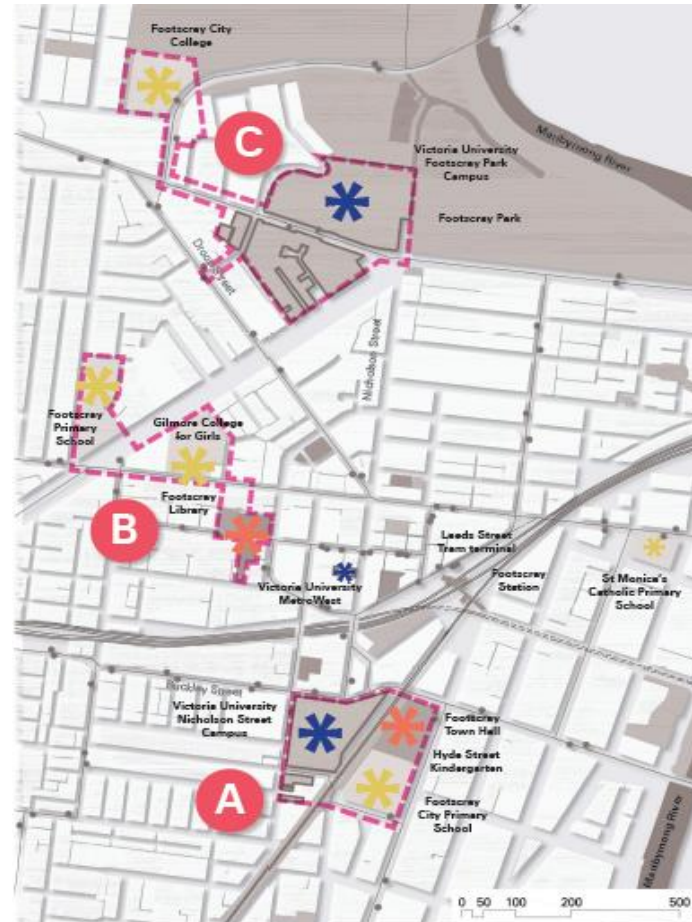 Footscray City
College
C
Victoria University
Footscray Park
Campus
Maribyrnong River
Footscray Park
Droop Street
Nicholson Street
Footscray
Primary
School
Gilmore College
for Girls
Footscray
Library
B
Leeds Street
Tram terminal
Footscray
Station
St Monica's
Catholic Primary
School
Victoria University
MetroWest
Buckley Street
Victoria University
Nicholson Street
Campus
Footscray
Town Hall
Hyde Street
Kindergarten
A
Footscray
City Primary
School
Maribyrnong River
0 50 100 200 500